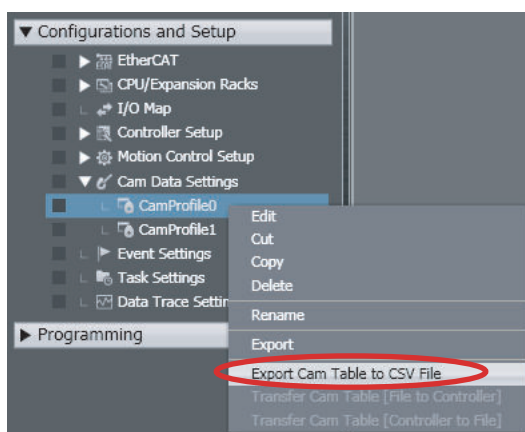 Configurations and Setup
EtherCAT
CPU/Expansion Racks
I/O Map
Controller Setup
Motion Control Setup
Cam Data Settings
CamProfile0
CamProfile1
Event Settings
Task Settings
Data Trace Settin
Programming
Edit
Cut
Copy
Delete
Rename
Export
Export Cam Table to CSV File
Transfer Cam Table [File to Controller]
Transfer Cam Table [Controller to File]